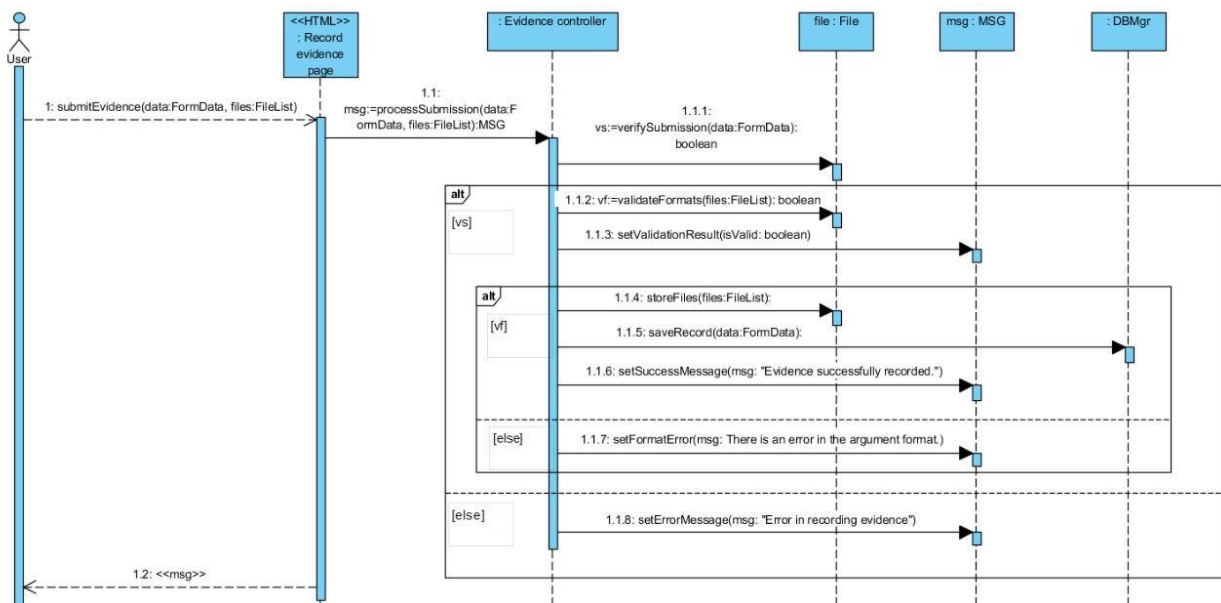 User
<<HTML>>
: Record
evidence
page
: Evidence controller
file : File
msg : MSG
: DBMgr
1: submitEvidence(data:FormData, files:FileList)
1.1:
msg:=processSubmission(data:F
ormData, files:FileList):MSG
1.1.1:
vs:=verifySubmission(data:FormData):
boolean
alt
[vs]
1.1.2: vf:=validateFormats(files:FileList): boolean
1.1.3: setValidationResult(isValid: boolean)
alt
[vf]
1.1.4: storeFiles(files:FileList):
1.1.5: saveRecord(data:FormData):
1.1.6: setSuccessMessage(msg: "Evidence successfully recorded.")
[else]
1.1.7: setFormatError(msg: There is an error in the argument format.)
[else]
1.1.8: setErrorMessage(msg: "Error in recording evidence")
1.2: <<msg>>